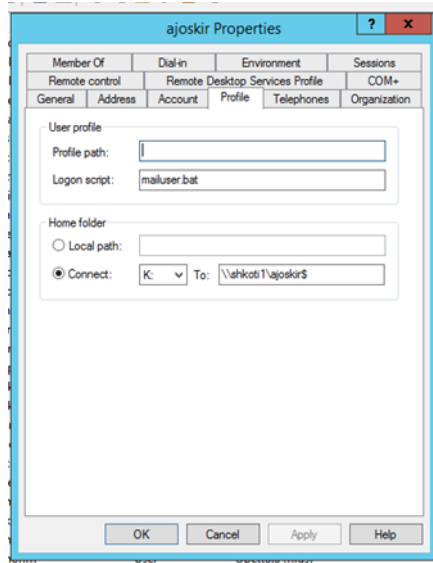 ajoskir Properties
? x
Member Of Dial-in Environment Sessions
Remote control Remote Desktop Services Profile COM+
General Address Account Profile Telephones Organization
User profile
Profile path:
Logon script: mailuser.bat
Home folder
Local path:
Connect: K: To: \\shkoti1\ajoskir$
OK Cancel Apply Help